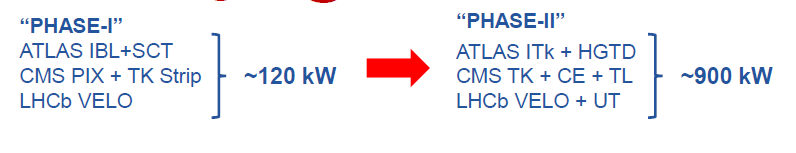 “PHASE-I”
ATLAS IBL+SCT
CMS PIX + TK Strip
LHCb VELO
~120 kW
“PHASE-II”
ATLAS ITk + HGTD
CMS TK + CE + TL
LHCb VELO + UT
~900 kW